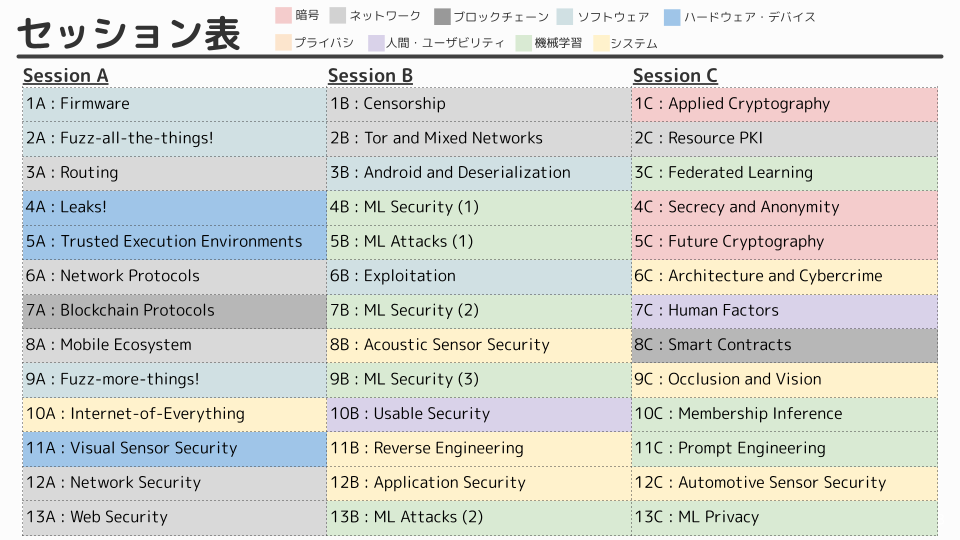 セッション表
暗号 ネットワーク ブロックチェーン ソフトウェア ハードウェア・デバイス
プライバシ 人間・ユーザビリティ 機械学習 システム
Session A Session B Session C
1A : Firmware 1B : Censorship 1C : Applied Cryptography
2A : Fuzz-all-the-things! 2B : Tor and Mixed Networks 2C : Resource PKI
3A : Routing 3B : Android and Deserialization 3C : Federated Learning
4A : Leaks! 4B : ML Security (1) 4C : Secrecy and Anonymity
5A : Trusted Execution Environments 5B : ML Attacks (1) 5C : Future Cryptography
6A : Network Protocols 6B : Exploitation 6C : Architecture and Cybercrime
7A : Blockchain Protocols 7B : ML Security (2) 7C : Human Factors
8A : Mobile Ecosystem 8B : Acoustic Sensor Security 8C : Smart Contracts
9A : Fuzz-more-things! 9B : ML Security (3) 9C : Occlusion and Vision
10A : Internet-of-Everything 10B : Usable Security 10C : Membership Inference
11A : Visual Sensor Security 11B : Reverse Engineering 11C : Prompt Engineering
12A : Network Security 12B : Application Security 12C : Automotive Sensor Security
13A : Web Security 13B : ML Attacks (2) 13C : ML Privacy